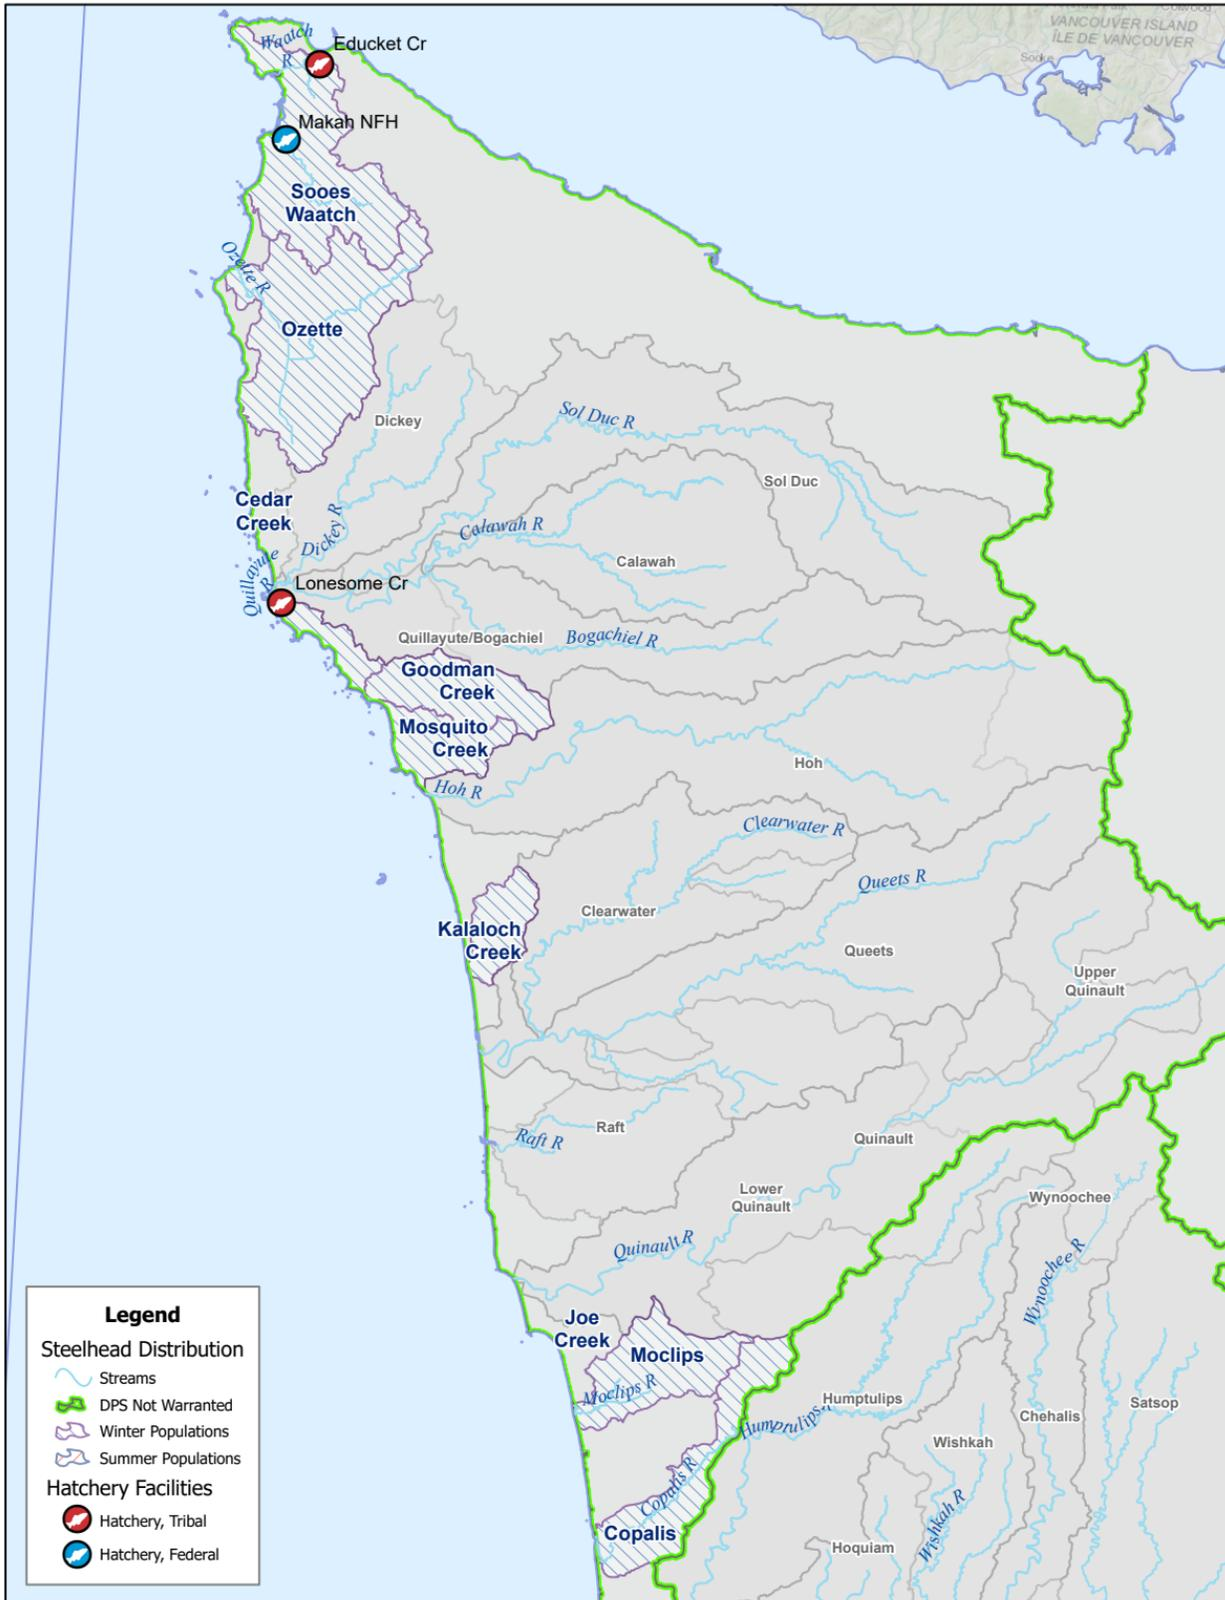 VANCOUVER ISLAND
ÎLE DE VANCOUVER
Sooke
Waatch
R
Educket Cr
Makah NFH
Sooes
Waatch
Ozette R
Ozette
Dickey
Sol Duc R
Sol Duc
Cedar
Creek
Dickey R
Calawah R
Calawah
Quillayute
R
Lonesome Cr
Quillayute/Bogachiel
Bogachiel R
Goodman
Creek
Mosquito
Creek
Hoh R
Hoh
Clearwater R
Queets R
Clearwater
Kalaloch
Creek
Queets
Upper
Quinault
Raft R
Raft
Quinault
Lower
Quinault
Wynoochee
Quinault R
Wynoochee R
Joe
Creek
Moclips
Moclips R
Humptulips
Humptulips
Chehalis
Satsop
Wishkah
Copalis R
Copalis
Wishkah R
Hoquiam
Legend
Steelhead Distribution
Streams
DPS Not Warranted
Winter Populations
Summer Populations
Hatchery Facilities
Hatchery, Tribal
Hatchery, Federal